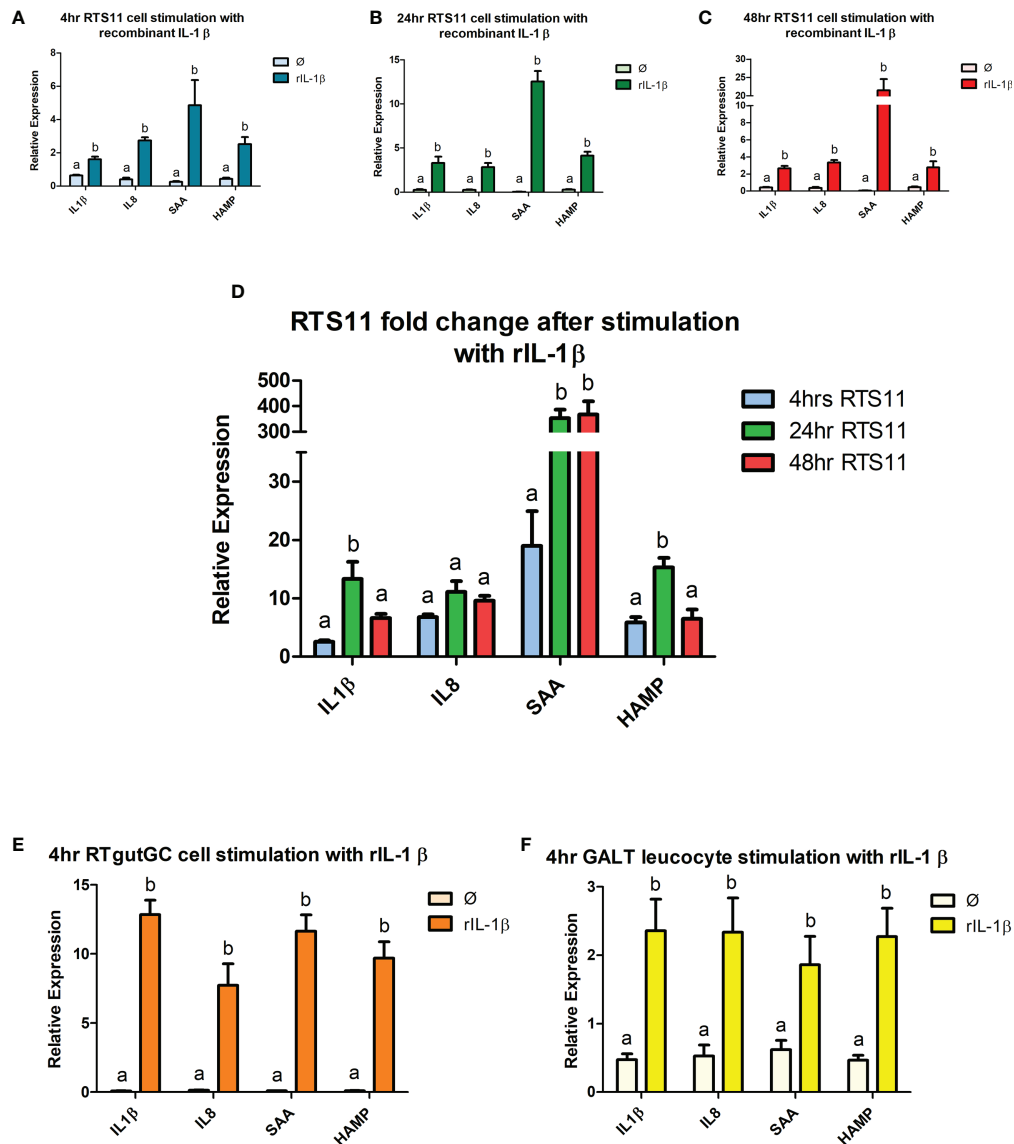 A
4hr RTS11 cell stimulation with
recombinant IL-1 β
Relative Expression
8
6
4
2
0
a
b
a
b
a
b
a
b
IL1β
IL8
SAA
HAMP
Ø
rIL-1β
B
24hr RTS11 cell stimulation with
recombinant IL-1 β
Relative Expression
15
10
5
0
a
b
a
b
a
b
a
b
IL1β
IL8
SAA
HAMP
Ø
rIL-1β
C
48hr RTS11 cell stimulation with
recombinant IL-1 β
Relative Expression
30
25
20
15
10
8
6
4
2
0
a
b
a
b
a
b
a
b
IL1β
IL8
SAA
HAMP
Ø
rIL-1β
D
RTS11 fold change after stimulation
with rIL-1β
Relative Expression
500
400
300
30
20
10
0
a
b
a
a
a
a
a
b
b
a
b
a
IL1β
IL8
SAA
HAMP
4hrs RTS11
24hr RTS11
48hr RTS11
E
4hr RTgutGC cell stimulation with rIL-1 β
Relative Expression
15
10
5
0
a
b
a
b
a
b
a
b
IL1β
IL8
SAA
HAMP
Ø
rIL-1β
F
4hr GALT leucocyte stimulation with rIL-1 β
Relative Expression
3
2
1
0
a
b
a
b
a
b
a
b
IL1β
IL8
SAA
HAMP
Ø
rIL-1β